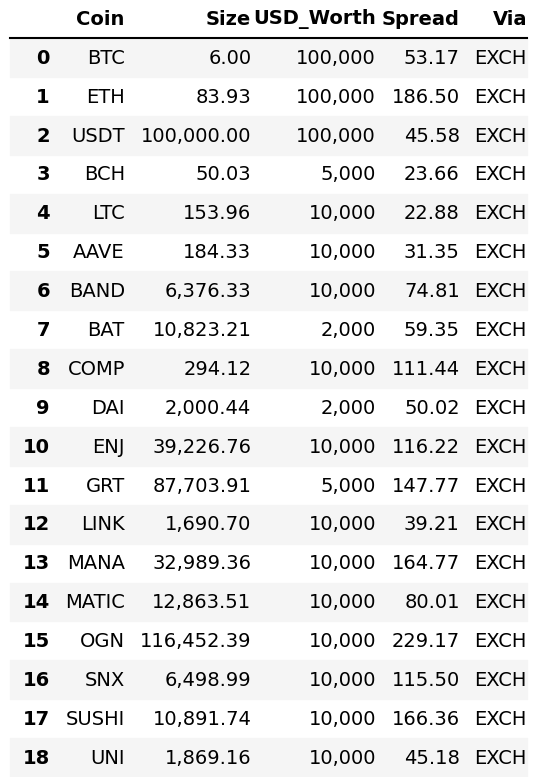 Coin Size USD_Worth Spread Via
0 BTC 6.00 100,000 53.17 EXCH
1 ETH 83.93 100,000 186.50 EXCH
2 USDT 100,000.00 100,000 45.58 EXCH
3 BCH 50.03 5,000 23.66 EXCH
4 LTC 153.96 10,000 22.88 EXCH
5 AAVE 184.33 10,000 31.35 EXCH
6 BAND 6,376.33 10,000 74.81 EXCH
7 BAT 10,823.21 2,000 59.35 EXCH
8 COMP 294.12 10,000 111.44 EXCH
9 DAI 2,000.44 2,000 50.02 EXCH
10 ENJ 39,226.76 10,000 116.22 EXCH
11 GRT 87,703.91 5,000 147.77 EXCH
12 LINK 1,690.70 10,000 39.21 EXCH
13 MANA 32,989.36 10,000 164.77 EXCH
14 MATIC 12,863.51 10,000 80.01 EXCH
15 OGN 116,452.39 10,000 229.17 EXCH
16 SNX 6,498.99 10,000 115.50 EXCH
17 SUSHI 10,891.74 10,000 166.36 EXCH
18 UNI 1,869.16 10,000 45.18 EXCH